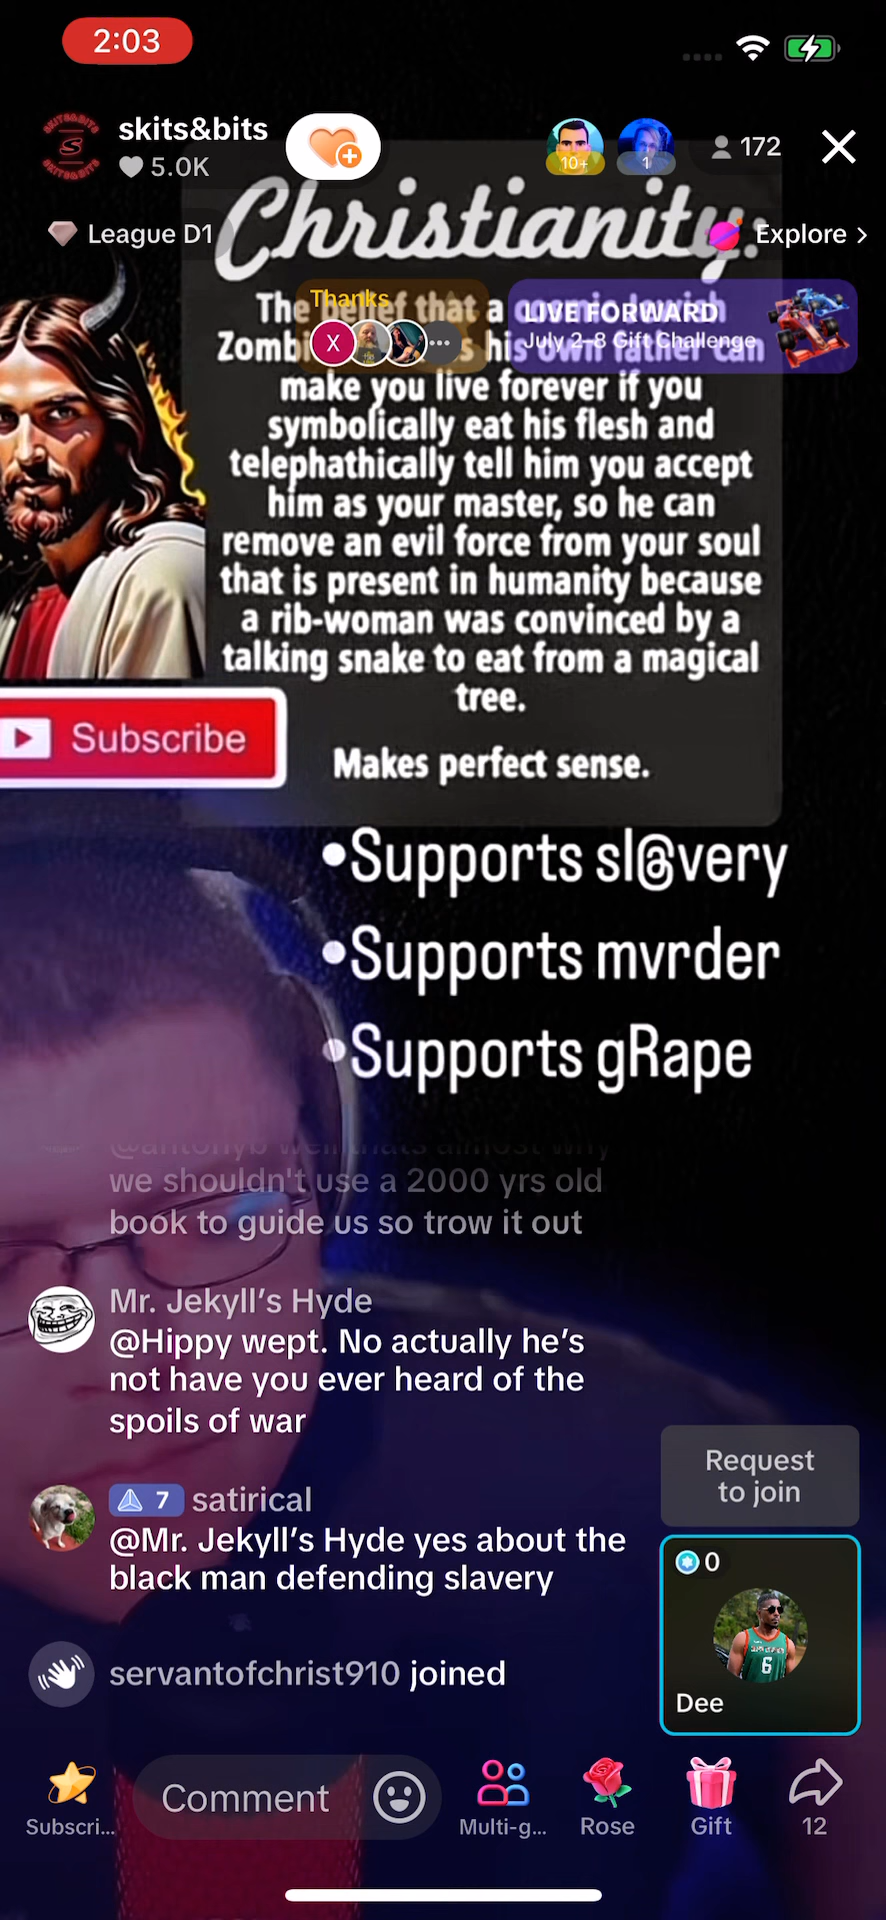 2:03
skits&bits
5.0K
10+
1
172
League D1
Christianity:
Explore >
Thanks
The belief that a cosmic Jewish
LIVE FORWARD
July 2–8 Gift Challenge
X
his own father can
make you live forever if you
symbolically eat his flesh and
telephathically tell him you accept
him as your master, so he can
remove an evil force from your soul
that is present in humanity because
a rib-woman was convinced by a
talking snake to eat from a magical
tree.
Subscribe
Makes perfect sense.
•Supports sl@very
•Supports mvrder
•Supports gRape
we shouldn't use a 2000 yrs old
book to guide us so trow it out
Mr. Jekyll’s Hyde
@Hippy wept. No actually he’s
not have you ever heard of the
spoils of war
7 satirical
@Mr. Jekyll’s Hyde yes about the
black man defending slavery
servantofchrist910 joined
Request
to join
0
6
Dee
Comment
Subscri...
Multi-g...
Rose
Gift
12